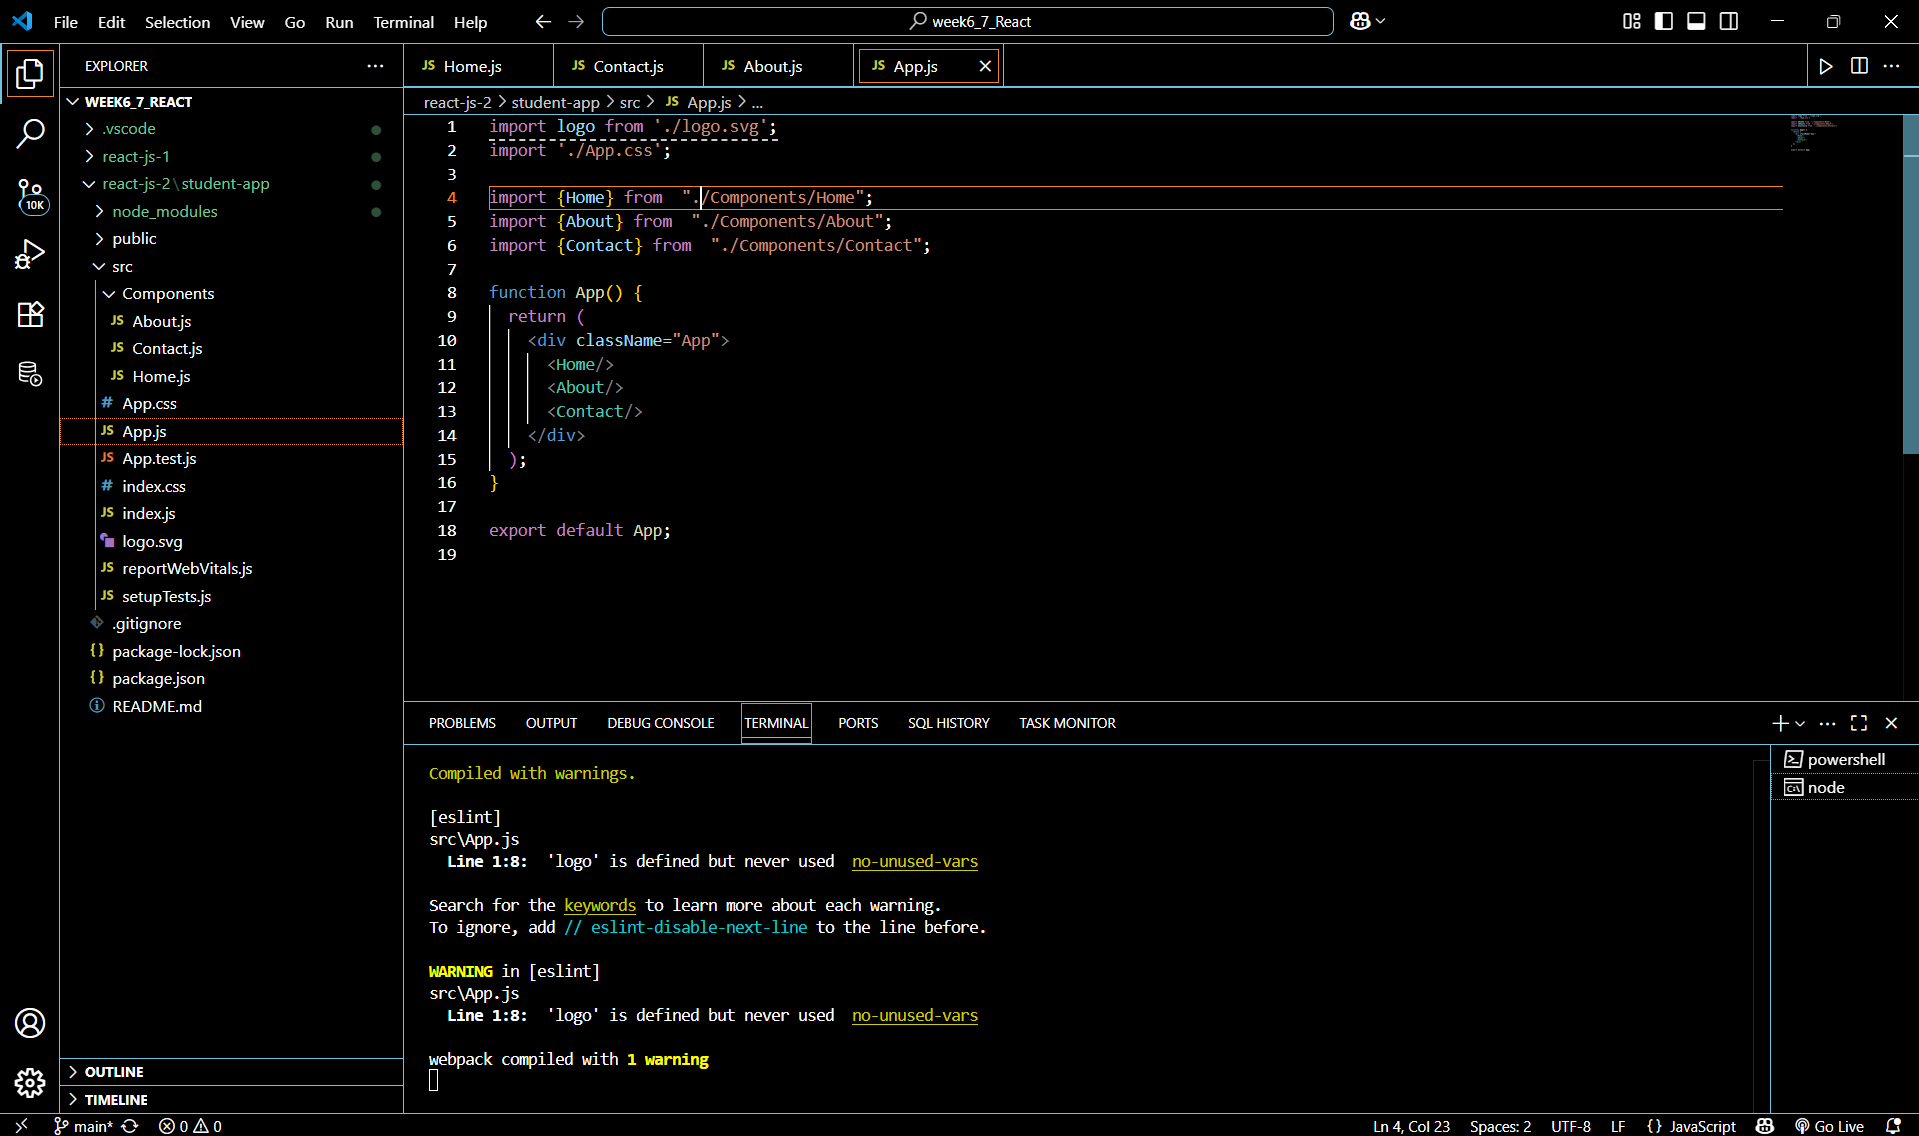 File Edit Selection View Go Run Terminal Help
week6_7_React
EXPLORER
WEEK6_7_REACT
.vscode
react-js-1
react-js-2\student-app
node_modules
public
src
Components
JS About.js
JS Contact.js
JS Home.js
# App.css
JS App.js
JS App.test.js
# index.css
JS index.js
logo.svg
JS reportWebVitals.js
JS setupTests.js
.gitignore
{} package-lock.json
{} package.json
README.md
OUTLINE
TIMELINE
10K
JS Home.js
JS Contact.js
JS About.js
JS App.js
react-js-2 > student-app > src > JS App.js > ...
1 import logo from './logo.svg';
2 import './App.css';
3
4 import {Home} from  "./Components/Home";
5 import {About} from  "./Components/About";
6 import {Contact} from  "./Components/Contact";
7
8 function App() {
9   return (
10     <div className="App">
11       <Home/>
12       <About/>
13       <Contact/>
14     </div>
15   );
16 }
17
18 export default App;
19
PROBLEMS OUTPUT DEBUG CONSOLE TERMINAL PORTS SQL HISTORY TASK MONITOR
Compiled with warnings.
[eslint]
src\App.js
  Line 1:8:  'logo' is defined but never used  no-unused-vars
Search for the keywords to learn more about each warning.
To ignore, add // eslint-disable-next-line to the line before.
WARNING in [eslint]
src\App.js
  Line 1:8:  'logo' is defined but never used  no-unused-vars
webpack compiled with 1 warning
powershell
node
main* 0 0
Ln 4, Col 23 Spaces: 2 UTF-8 LF {} JavaScript Go Live